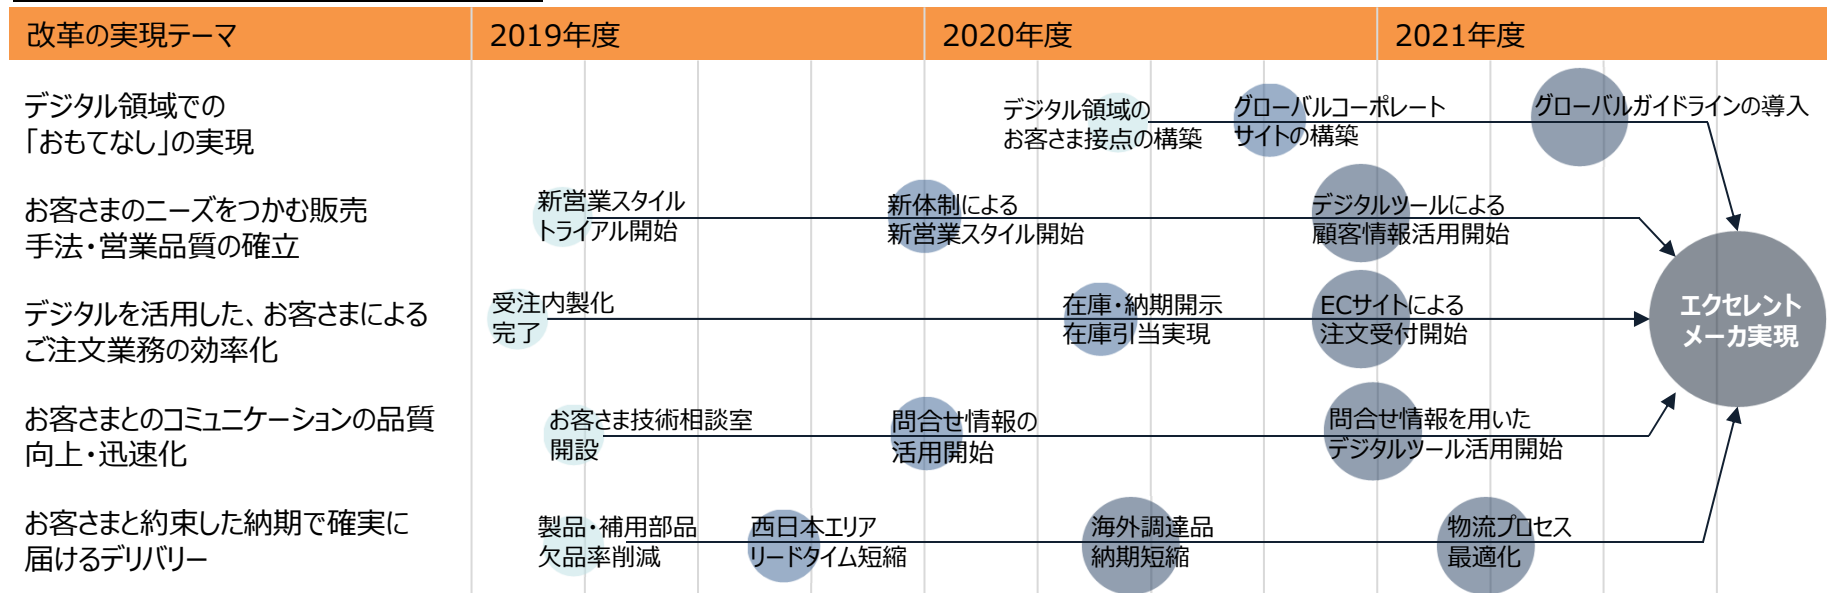 改革の実現テーマ
2019年度
2020年度
2021年度
デジタル領域での
「おもてなし」の実現
デジタル領域の
お客さま接点の構築
グローバルコーポレート
サイトの構築
グローバルガイドラインの導入
お客さまのニーズをつかむ販売
手法・営業品質の確立
新営業スタイル
トライアル開始
新体制による
新営業スタイル開始
デジタルツールによる
顧客情報活用開始
デジタルを活用した、お客さまによる
ご注文業務の効率化
受注内製化
完了
在庫・納期開示
在庫引当実現
ECサイトによる
注文受付開始
エクセレント
メーカ実現
お客さまとのコミュニケーションの品質
向上・迅速化
お客さま技術相談室
開設
問合せ情報の
活用開始
問合せ情報を用いた
デジタルツール活用開始
お客さまと約束した納期で確実に
届けるデリバリー
製品・補用部品
欠品率削減
西日本エリア
リードタイム短縮
海外調達品
納期短縮
物流プロセス
最適化